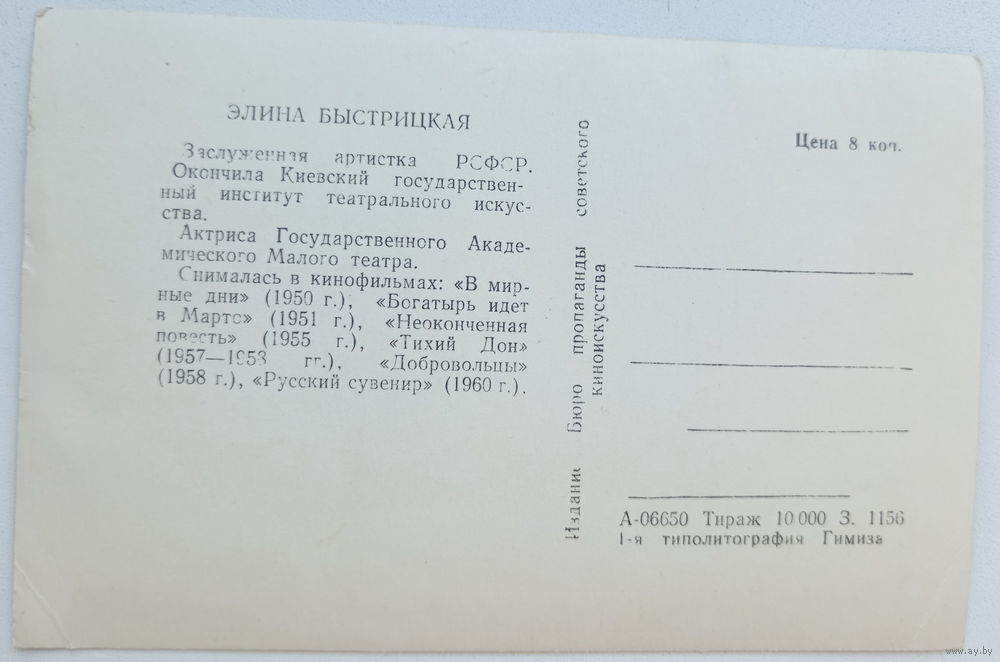 ЭЛИНА БЫСТРИЦКАЯ
Заслуженная артистка РСФСР.
Окончила Киевский государствен-
ный институт театрального искус-
ства.
Актриса Государственного Акаде-
мического Малого театра.
Снималась в кинофильмах: «В мир-
ные дни» (1950 г.), «Богатырь идет
в Марто» (1951 г.), «Неоконченная
повесть» (1955 г.), «Тихий Дон»
(1957—1958 гг.), «Добровольцы»
(1958 г.), «Русский сувенир» (1960 г.).
Издание Бюро пропаганды советского
киноискусства
Цена 8 коп.
А-06650 Тираж 10 000 З. 1156
1-я типолитография Гимиза
www.ay.by